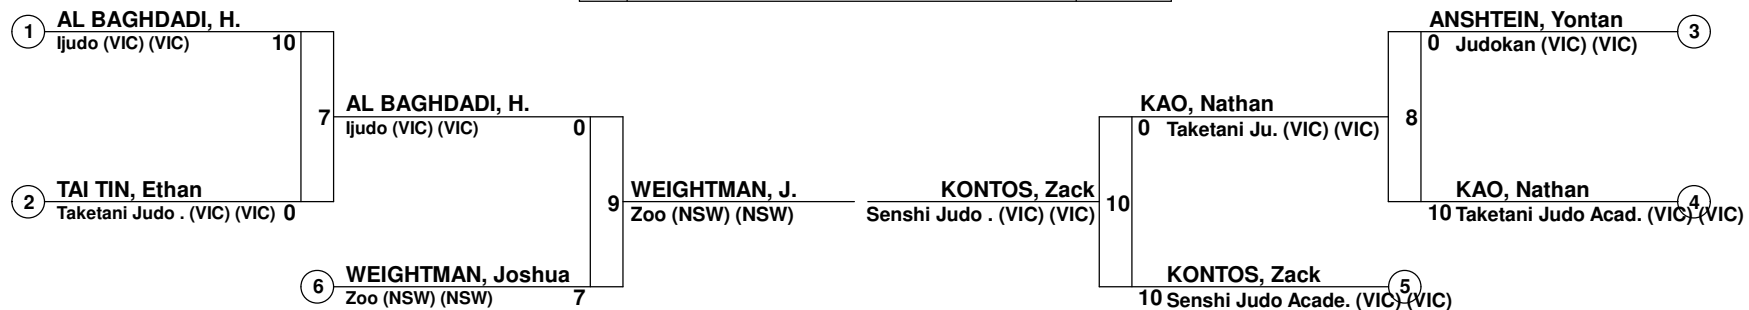 1
AL BAGHDADI, H.
Ijudo (VIC) (VIC)
10
7
2
TAI TIN, Ethan
Taketani Judo . (VIC) (VIC)
0
AL BAGHDADI, H.
Ijudo (VIC) (VIC)
0
9
6
WEIGHTMAN, Joshua
Zoo (NSW) (NSW)
7
WEIGHTMAN, J.
Zoo (NSW) (NSW)
KONTOS, Zack
Senshi Judo . (VIC) (VIC)
10
KAO, Nathan
0 Taketani Ju. (VIC) (VIC)
KONTOS, Zack
10 Senshi Judo Acade. (VIC) (VIC)
5
8
ANSHTEIN, Yontan
0 Judokan (VIC) (VIC)
3
KAO, Nathan
10 Taketani Judo Acad. (VIC) (VIC)
4